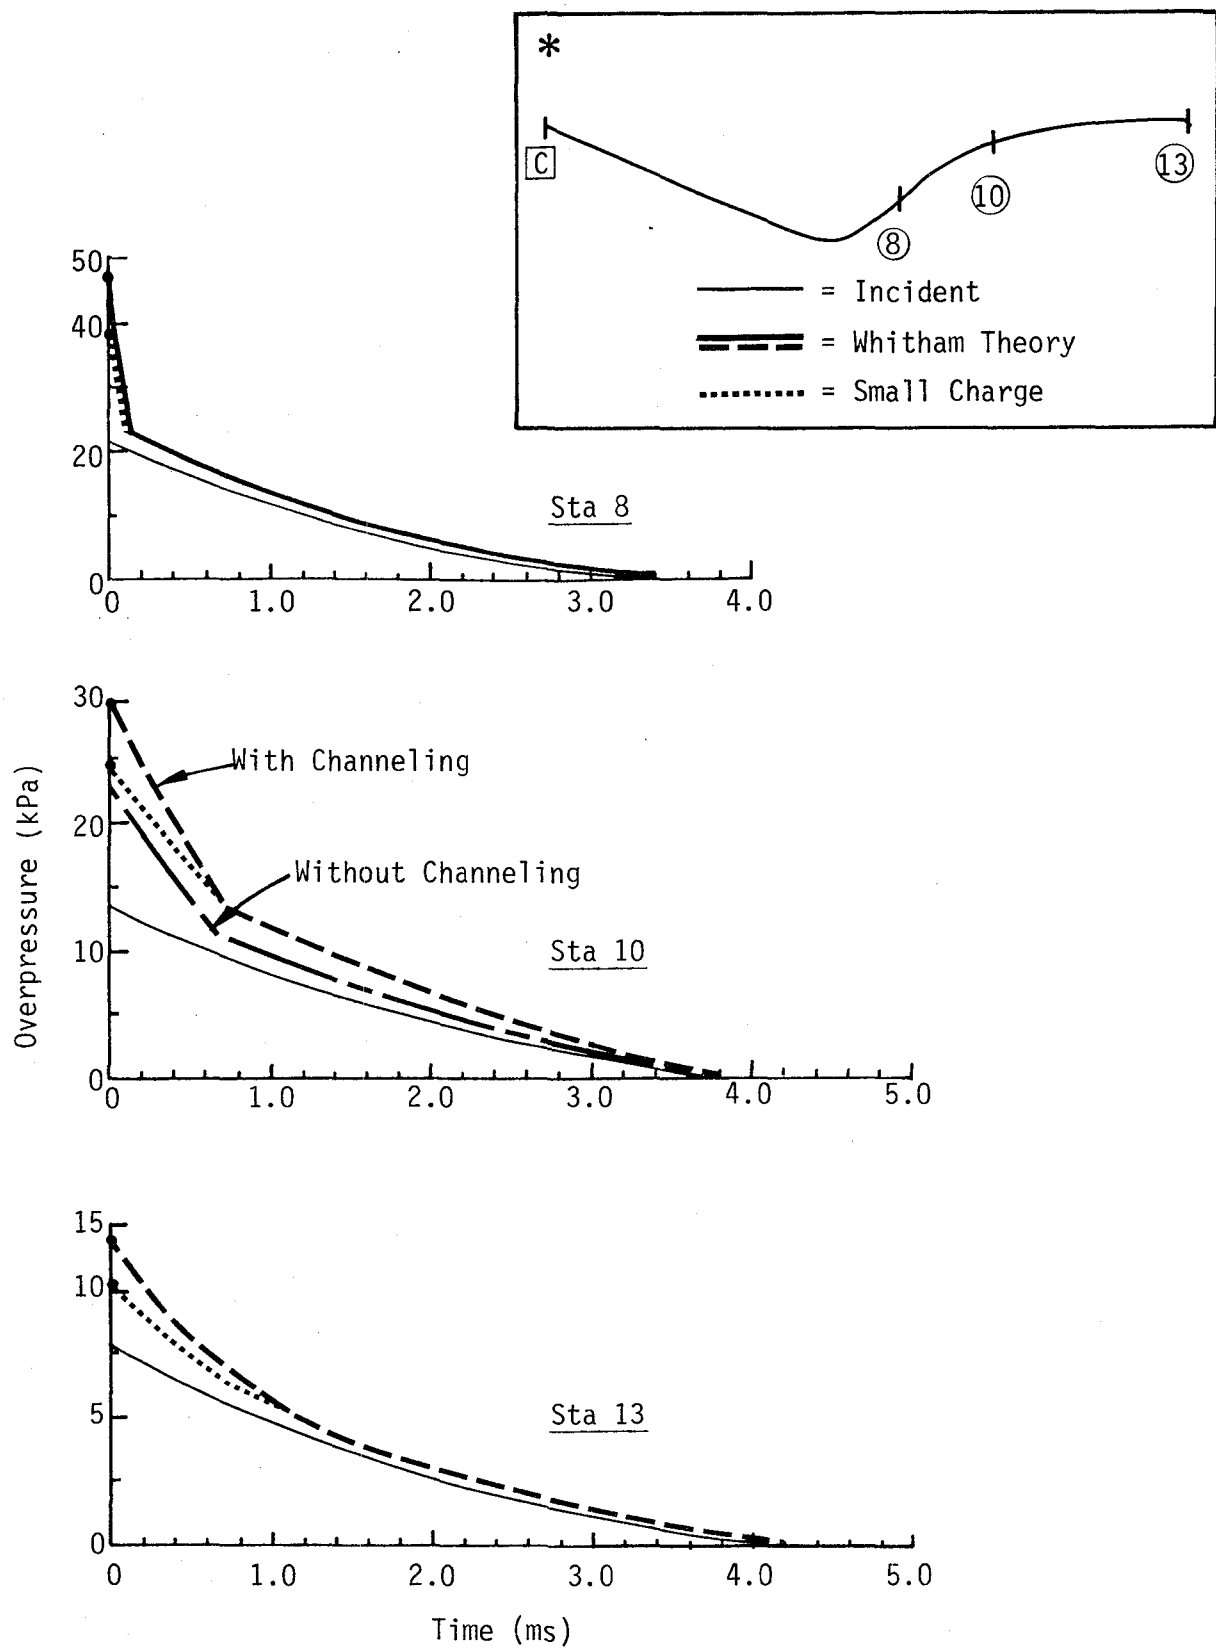 *
C
8
10
13
= Incident
= Whitham Theory
= Small Charge
50
40
20
0
0 1.0 2.0 3.0 4.0
Sta 8
30
20
10
0
0 1.0 2.0 3.0 4.0 5.0
With Channeling
Without Channeling
Sta 10
Overpressure (kPa)
15
10
5
0
0 1.0 2.0 3.0 4.0 5.0
Sta 13
Time (ms)